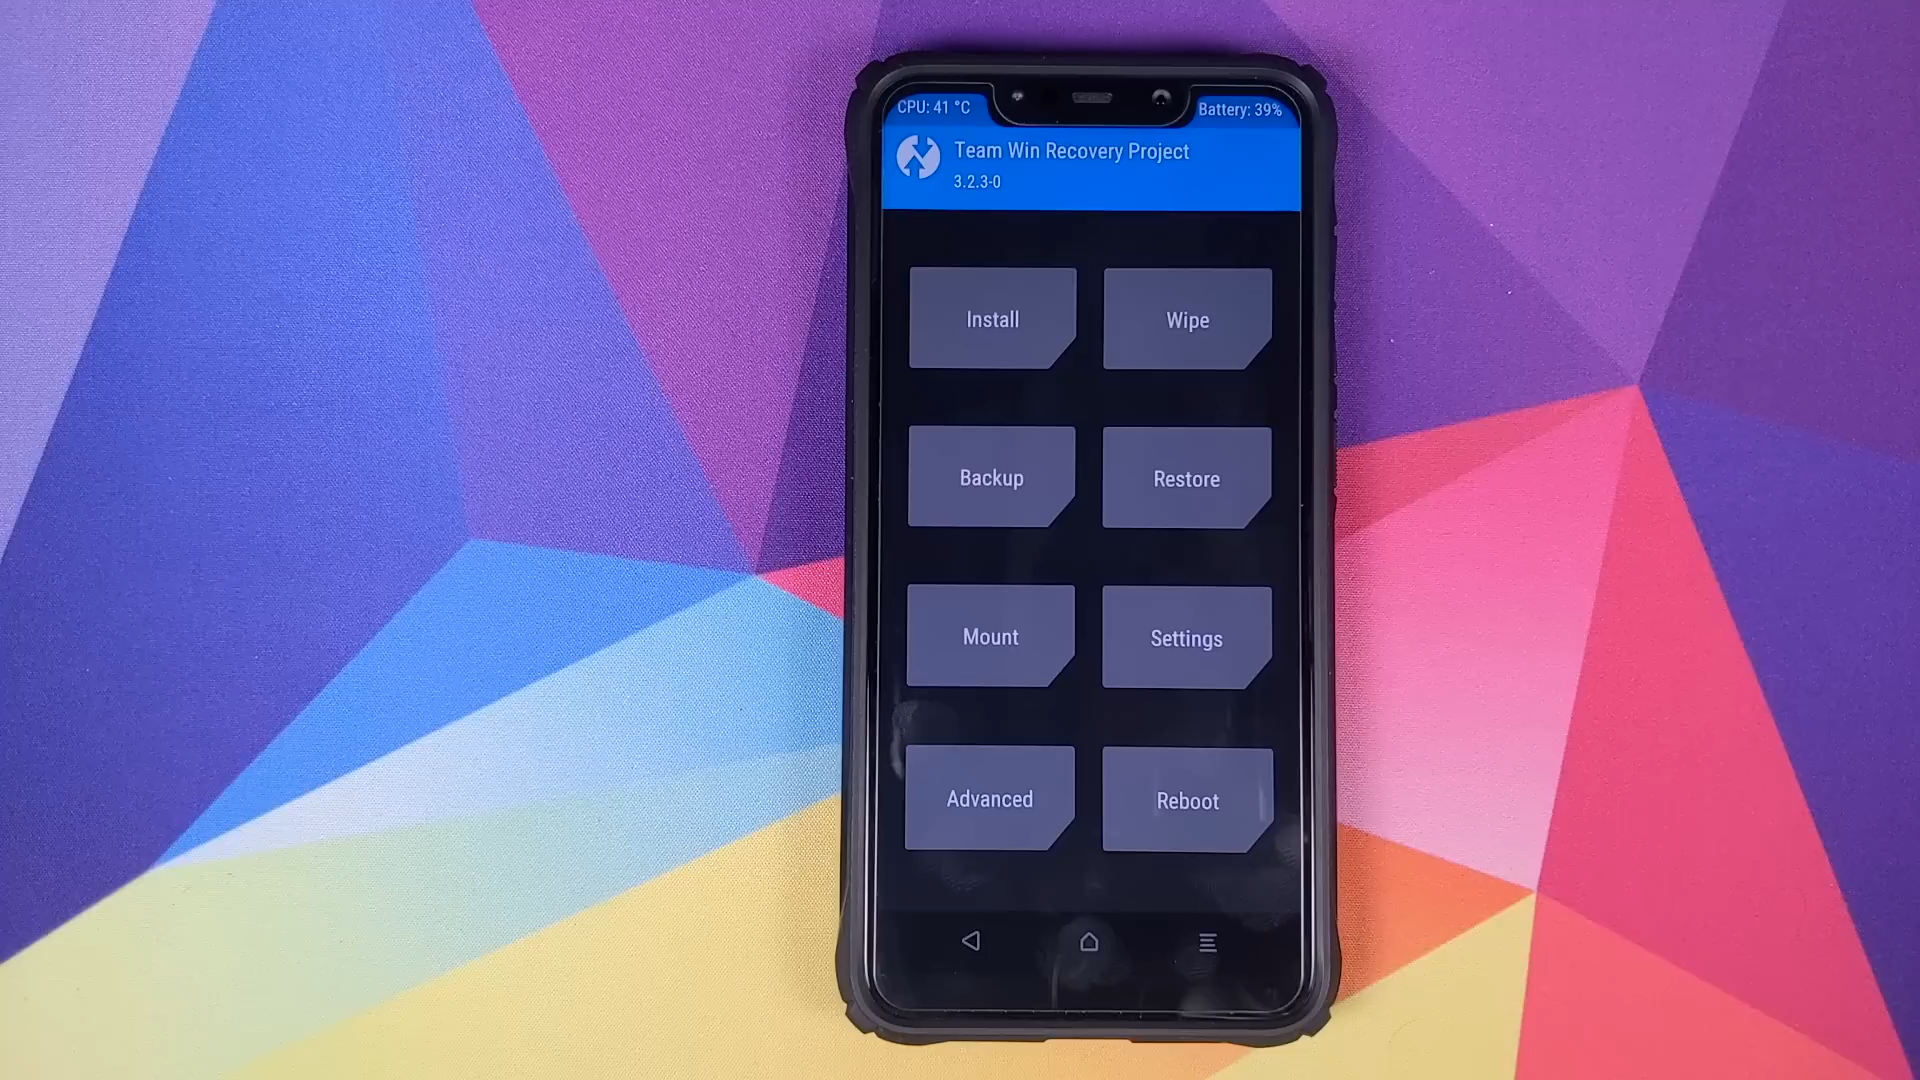 CPU: 41 °C
Battery: 39%
Team Win Recovery Project
3.2.3-0
Install
Wipe
Backup
Restore
Mount
Settings
Advanced
Reboot